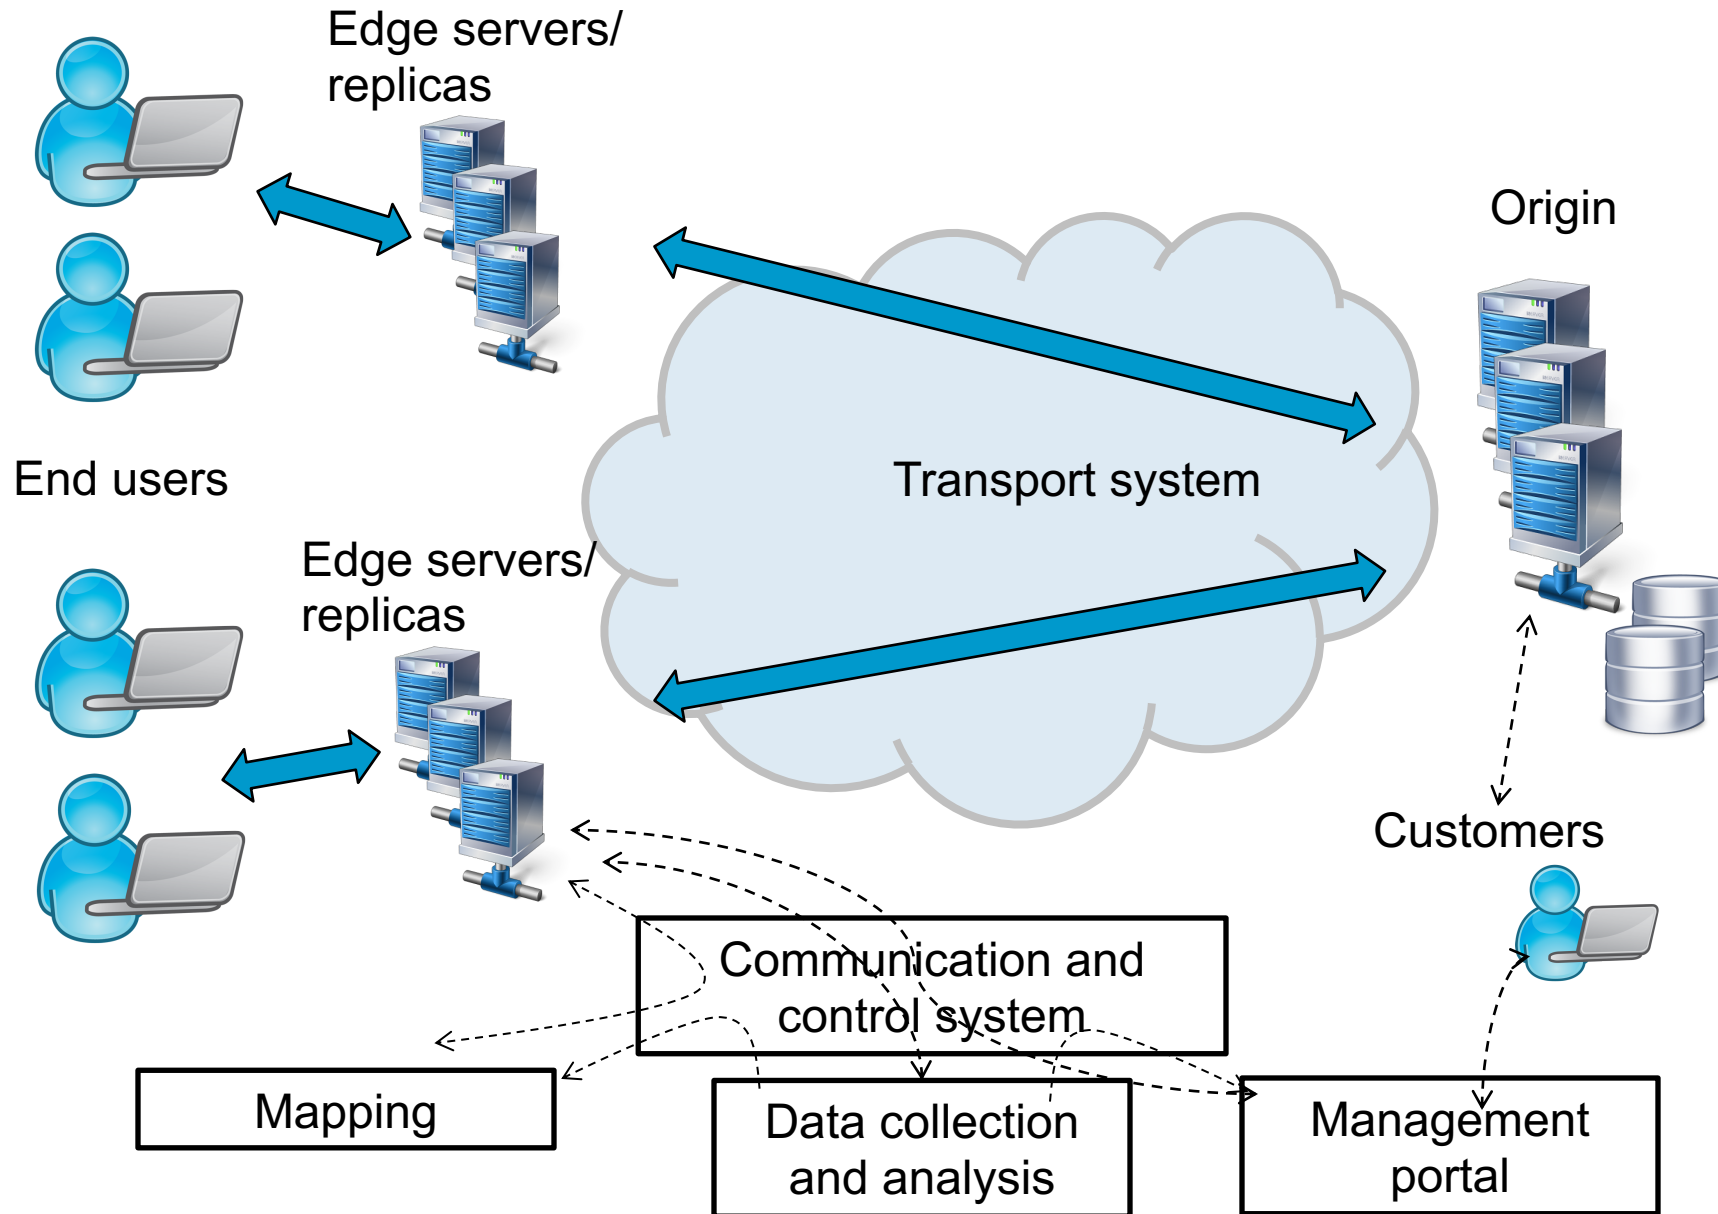 Edge servers/
replicas
Origin
Transport system
End users
Edge servers/
replicas
Customers
Communication and
control system
Mapping
Data collection
and analysis
Management
portal